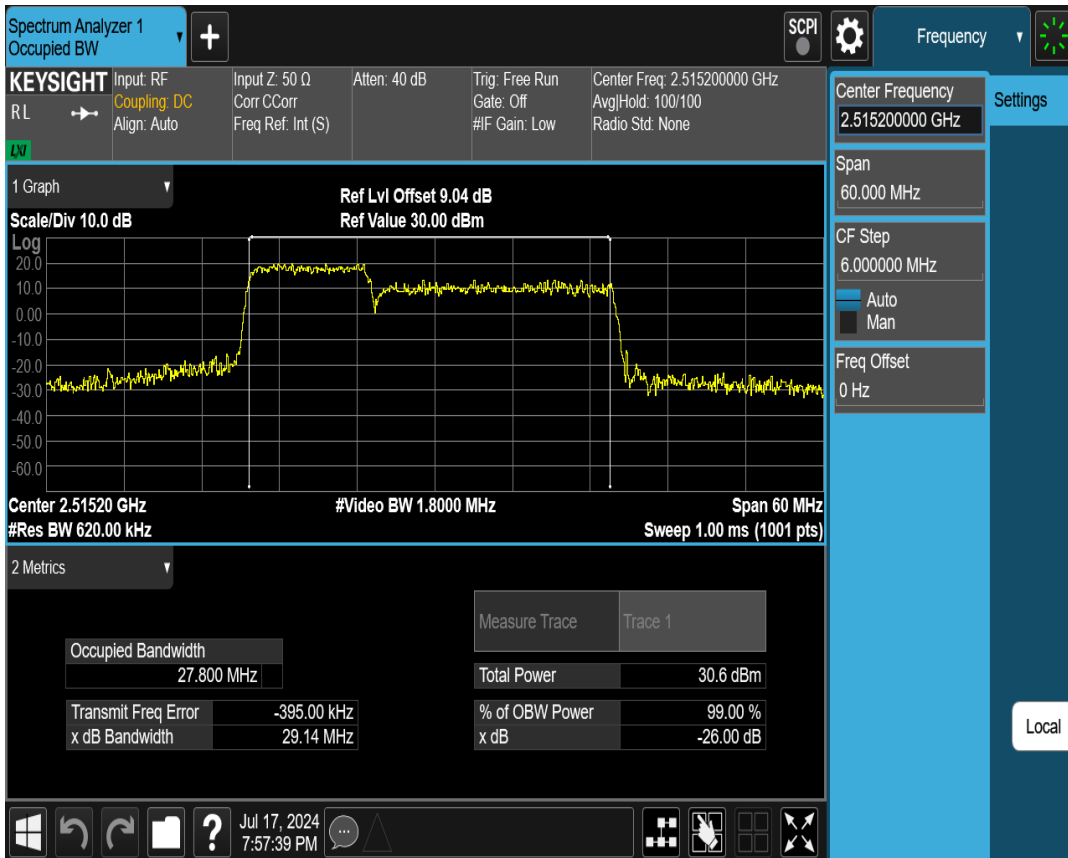 Spectrum Analyzer 1
Occupied BW
+
SCPI
Frequency
KEYSIGHT
RL
LXI
Input: RF
Coupling: DC
Align: Auto
Input Z: 50 Ω
Corr CCorr
Freq Ref: Int (S)
Atten: 40 dB
Trig: Free Run
Gate: Off
#IF Gain: Low
Center Freq: 2.515200000 GHz
Avg|Hold: 100/100
Radio Std: None
Center Frequency
2.515200000 GHz
Settings
Span
60.000 MHz
CF Step
6.000000 MHz
Auto
Man
Freq Offset
0 Hz
Local
1 Graph
Scale/Div 10.0 dB
Ref Lvl Offset 9.04 dB
Ref Value 30.00 dBm
Log
20.0
10.0
0.00
-10.0
-20.0
-30.0
-40.0
-50.0
-60.0
Center 2.51520 GHz
#Video BW 1.8000 MHz
Span 60 MHz
#Res BW 620.00 kHz
Sweep 1.00 ms (1001 pts)
2 Metrics
Measure Trace
Trace 1
Occupied Bandwidth
27.800 MHz
Total Power
30.6 dBm
Transmit Freq Error
-395.00 kHz
% of OBW Power
99.00 %
x dB Bandwidth
29.14 MHz
x dB
-26.00 dB
?
Jul 17, 2024
7:57:39 PM